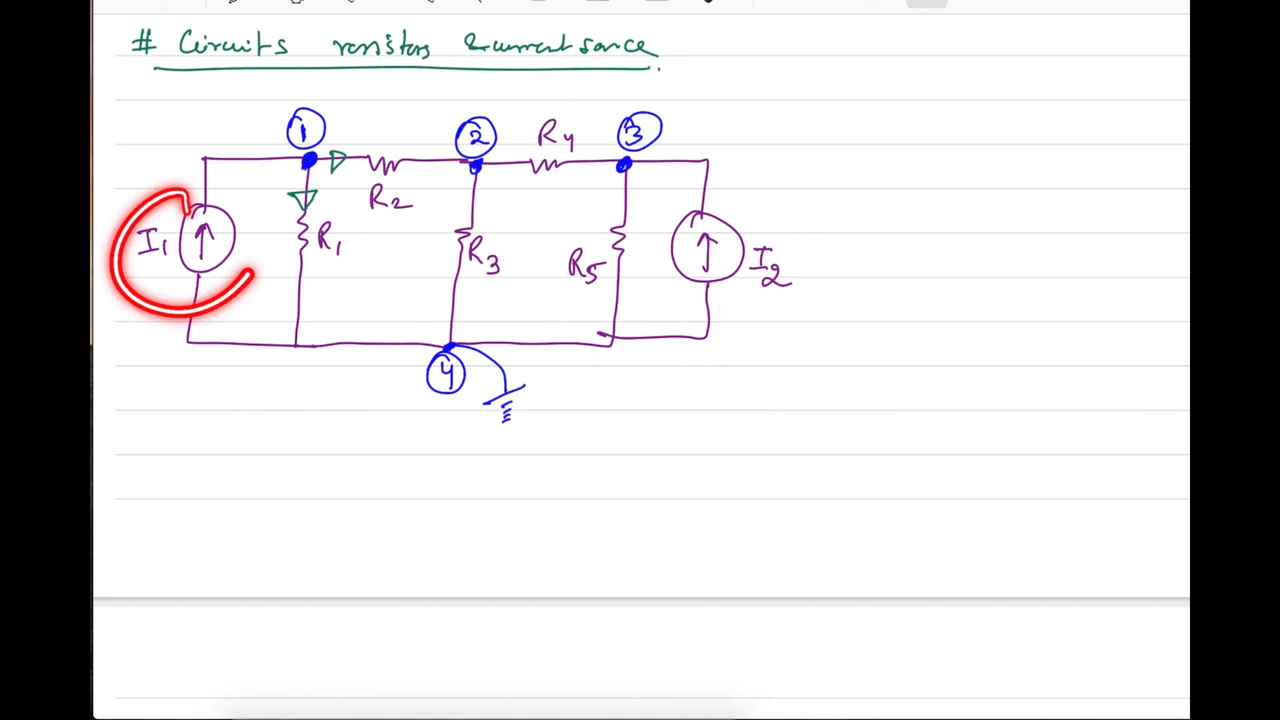 # Circuits resistors & current source.
1 2 R4 3
R2
I1 R1 R3 R5 I2
4